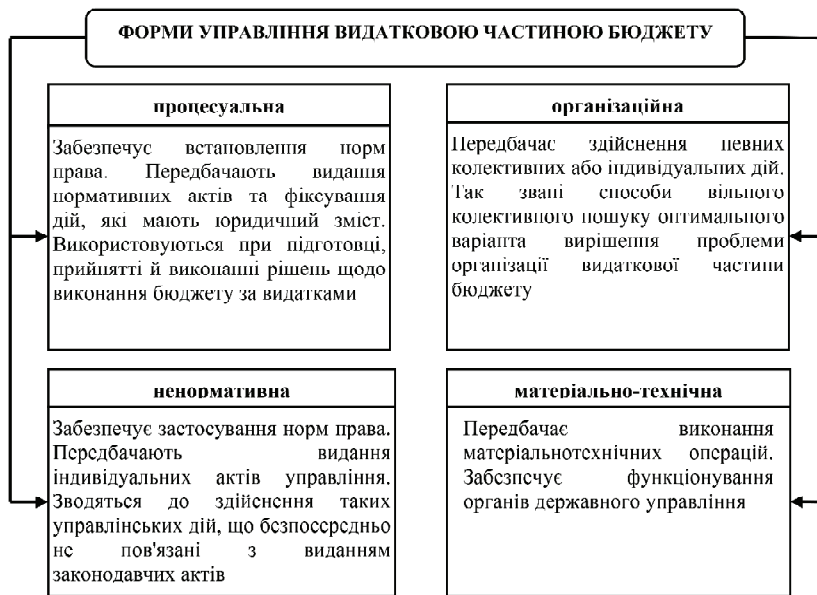 ФОРМИ УПРАВЛІННЯ ВИДАТКОВОЮ ЧАСТИНОЮ БЮДЖЕТУ
процесуальна
Забезпечує встановлення норм
права. Передбачають видання
нормативних актів та фіксування
дій, які мають юридичний зміст.
Використовуються при підготовці,
прийнятті й виконанні рішень щодо
виконання бюджету за видатками
організаційна
Передбачає здійснення певних
колективних або індивідуальних дій.
Так звані способи вільного
колективного пошуку оптимального
варіанта вирішення проблеми
організації видаткової частини
бюджету
ненормативна
Забезпечує застосування норм права.
Передбачають видання
індивідуальних актів управління.
Зводяться до здійснення таких
управлінських дій, що безпосередньо
не пов'язані з виданням
законодавчих актів
матеріально-технічна
Передбачає виконання
матеріальнотехнічних операцій.
Забезпечує функціонування
органів державного управління